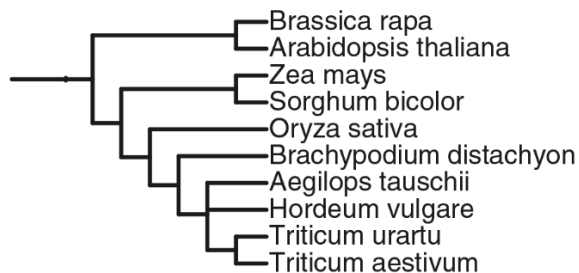 Brassica rapa
Arabidopsis thaliana
Zea mays
Sorghum bicolor
Oryza sativa
Brachypodium distachyon
Aegilops tauschii
Hordeum vulgare
Triticum urartu
Triticum aestivum